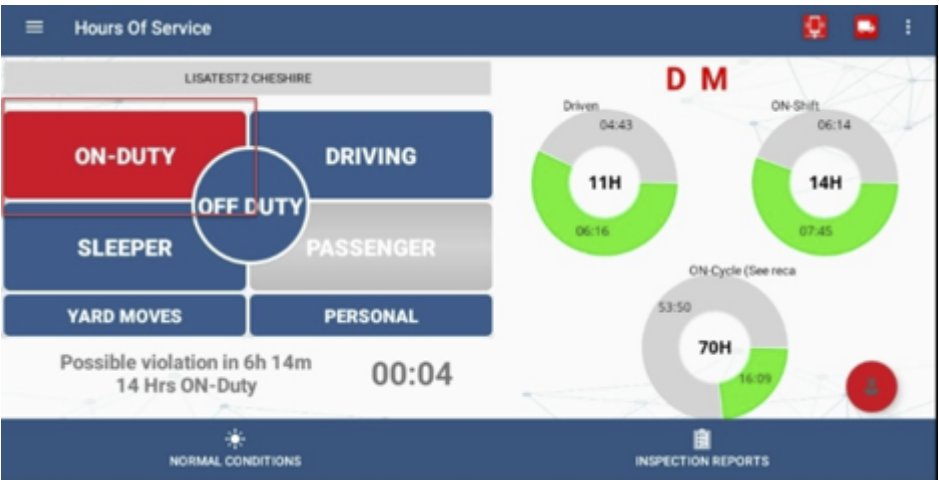 Hours Of Service
LISATEST2 CHESHIRE
ON-DUTY
DRIVING
OFF DUTY
SLEEPER
PASSENGER
YARD MOVES
PERSONAL
Possible violation in 6h 14m
14 Hrs ON-Duty
00:04
D M
Driven
04:43
11H
06:16
ON-Shift
06:14
14H
07:45
ON-Cycle (See reca
53:50
70H
16:09
NORMAL CONDITIONS
INSPECTION REPORTS